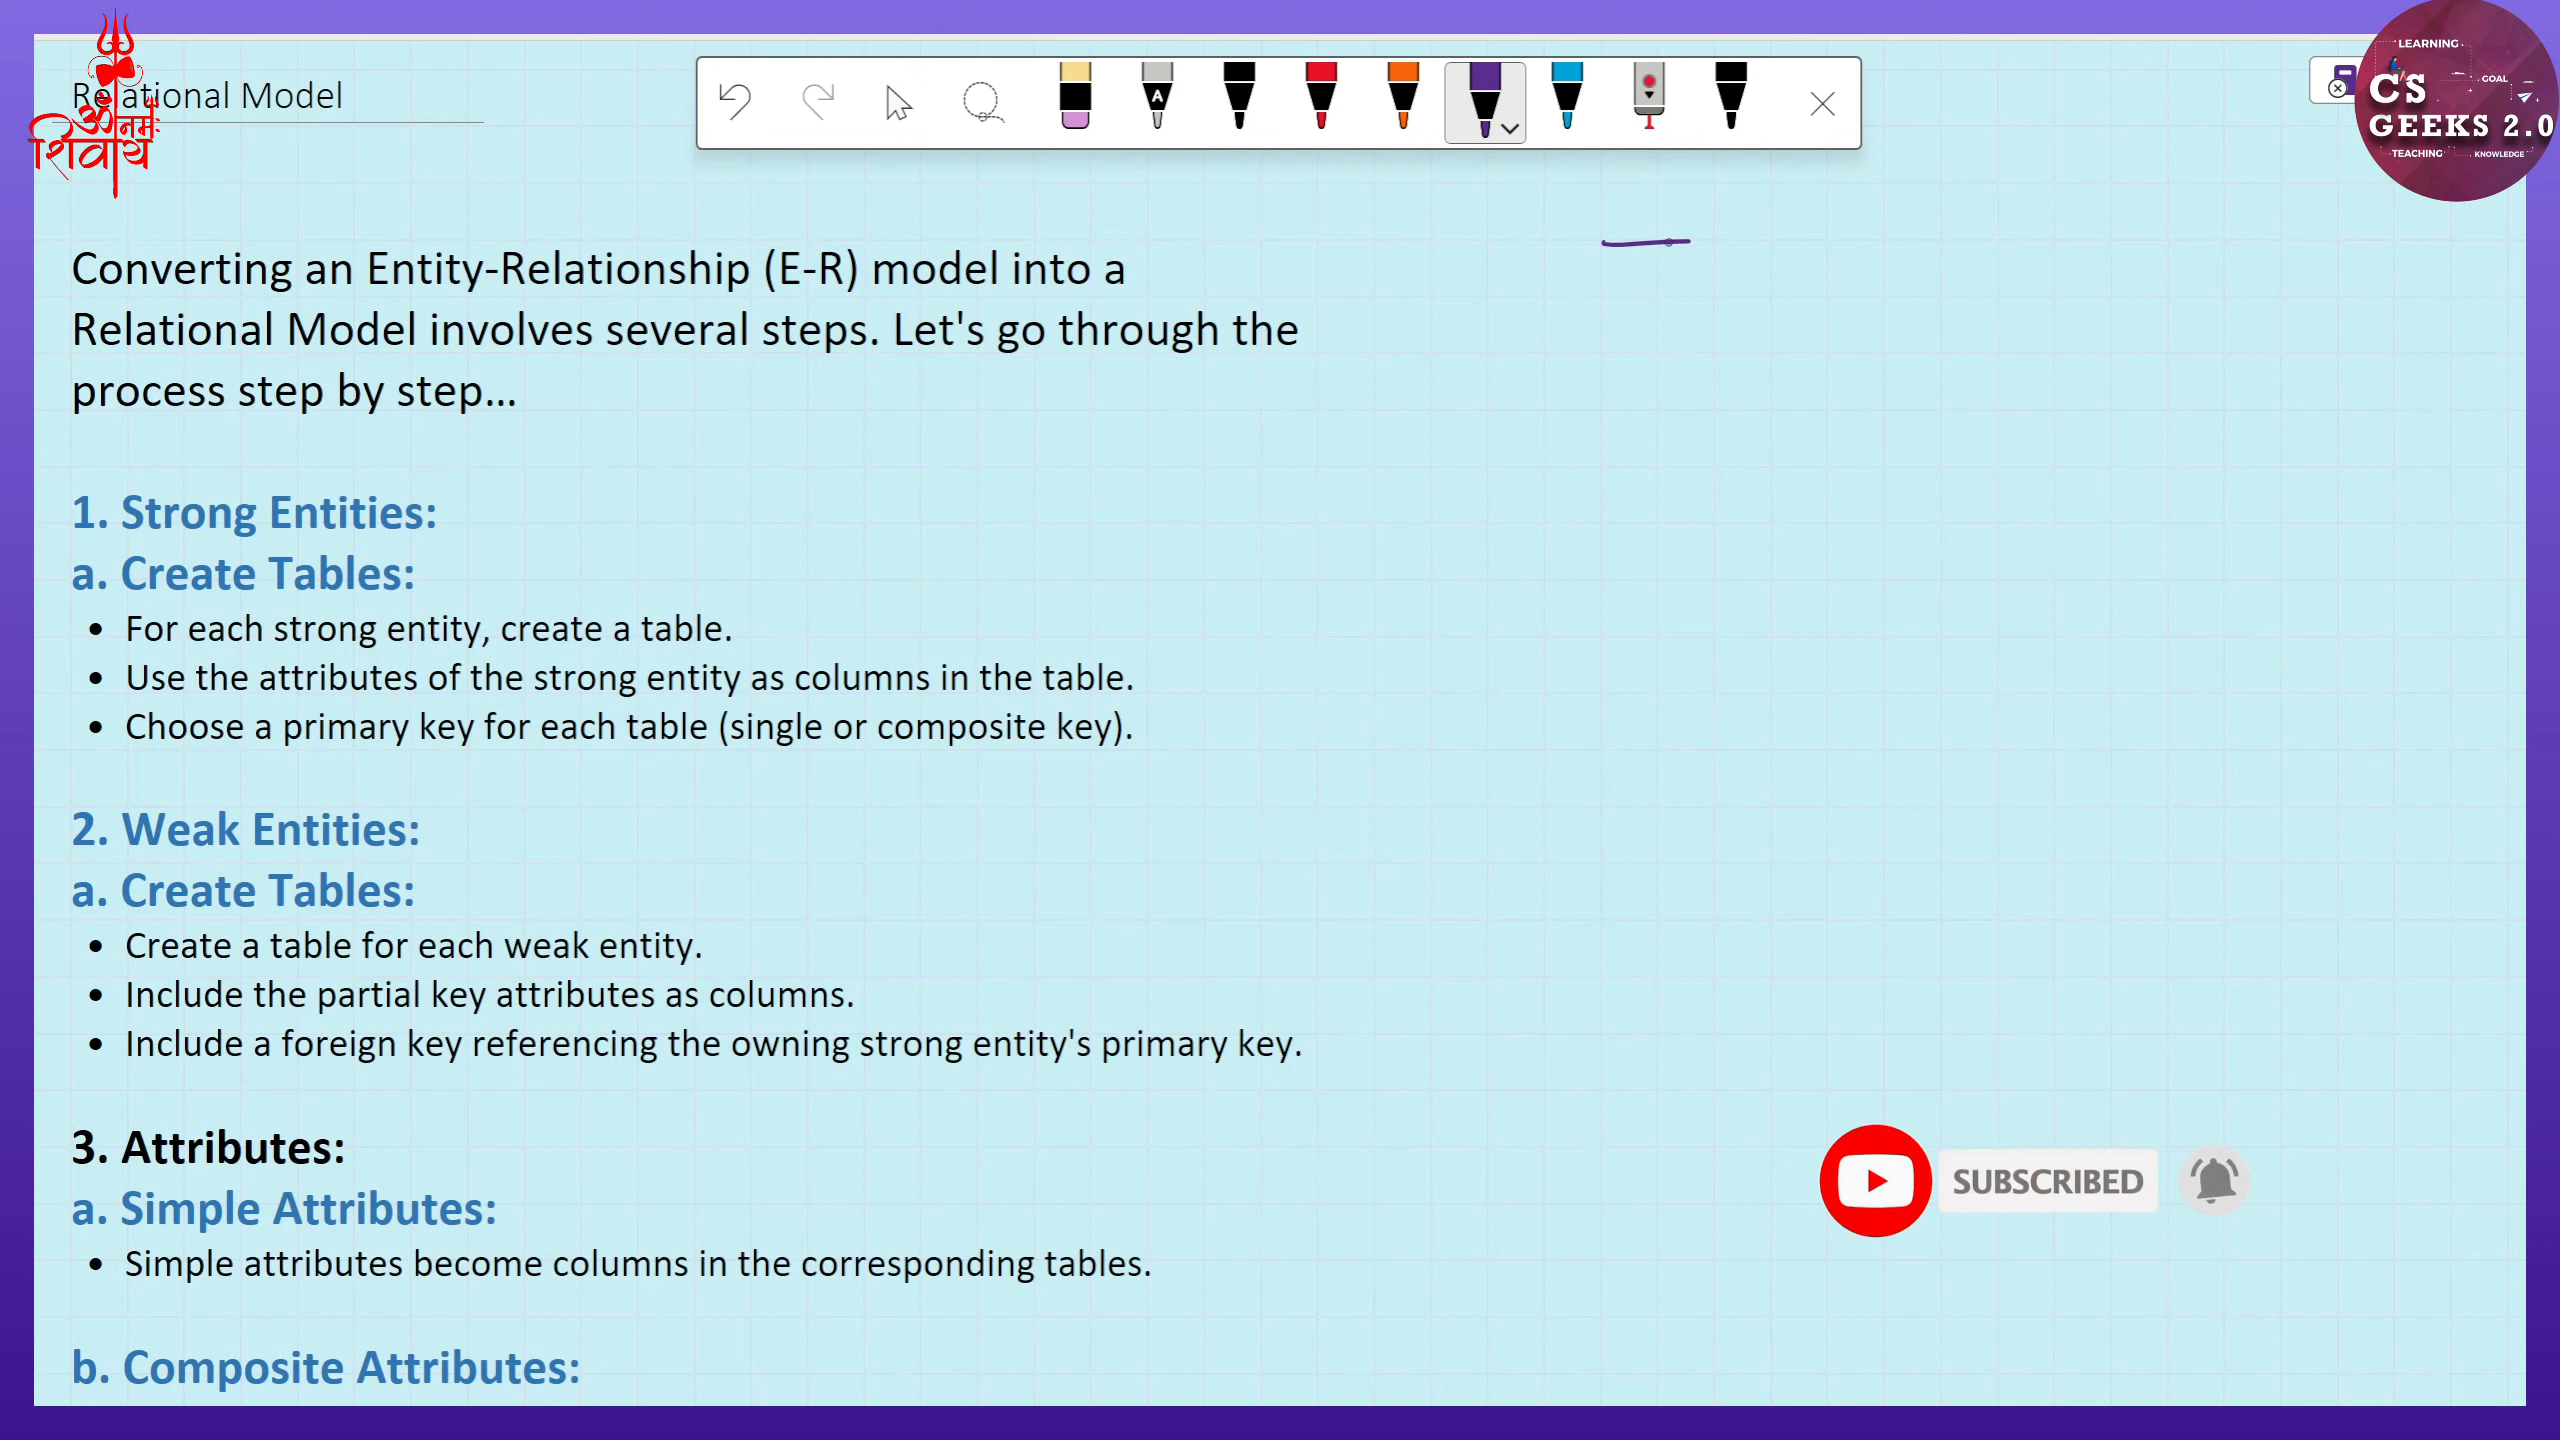 Relational Model
ॐ नमः
शिवाय
A
LEARNING
GOAL
CS
GEEKS 2.0
TEACHING
KNOWLEDGE
Converting an Entity-Relationship (E-R) model into a
Relational Model involves several steps. Let's go through the
process step by step...
1. Strong Entities:
a. Create Tables:
• For each strong entity, create a table.
• Use the attributes of the strong entity as columns in the table.
• Choose a primary key for each table (single or composite key).
2. Weak Entities:
a. Create Tables:
• Create a table for each weak entity.
• Include the partial key attributes as columns.
• Include a foreign key referencing the owning strong entity's primary key.
3. Attributes:
a. Simple Attributes:
• Simple attributes become columns in the corresponding tables.
SUBSCRIBED
b. Composite Attributes: